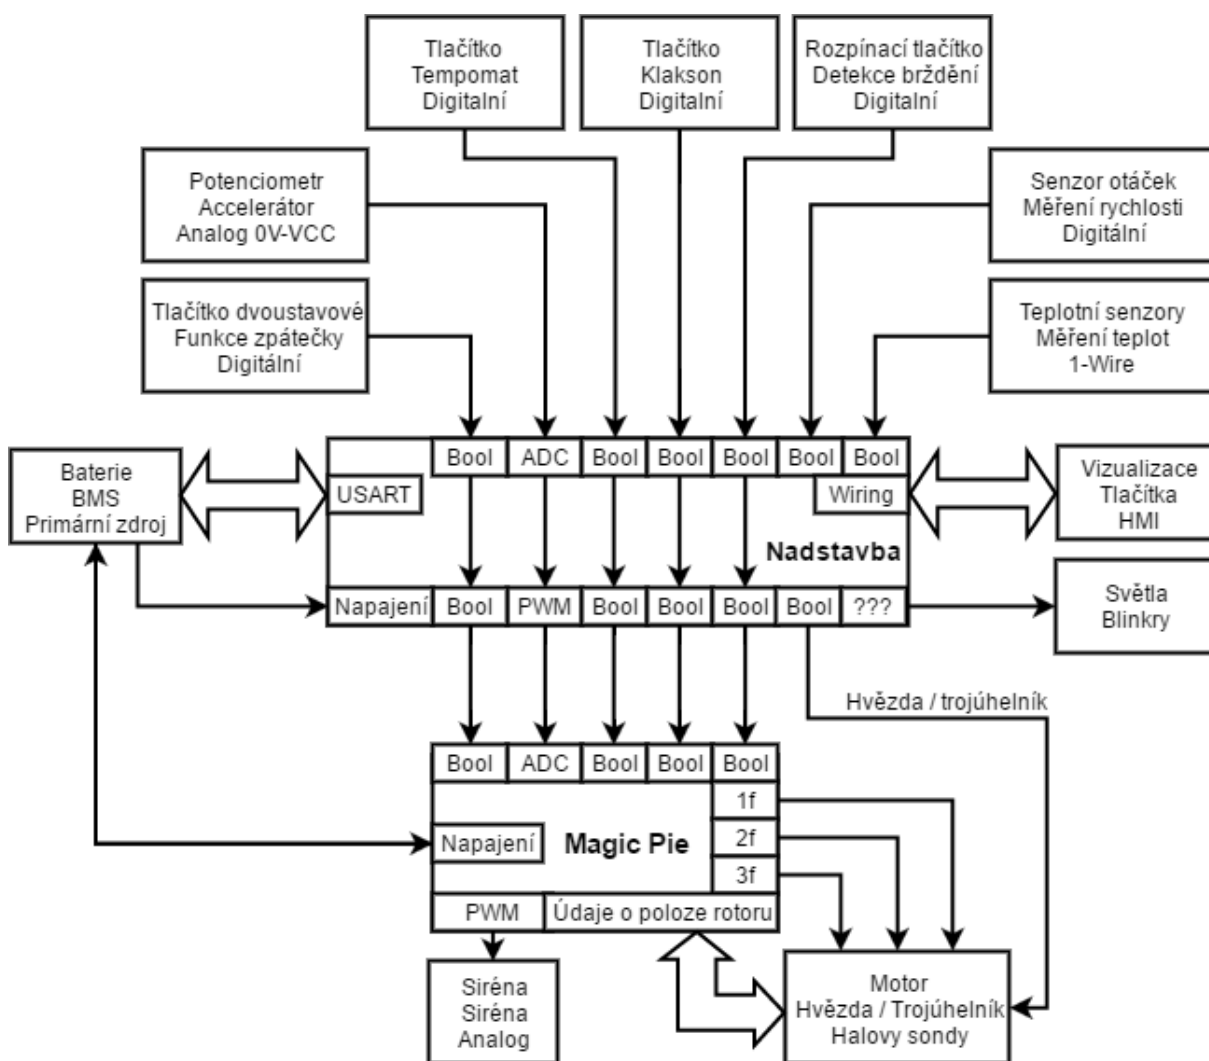 Tlačítko
Tempomat
Digitalní
Tlačítko
Klakson
Digitalní
Rozpínací tlačítko
Detekce brždění
Digitalní
Potenciometr
Accelerátor
Analog 0V-VCC
Senzor otáček
Měření rychlosti
Digitální
Tlačítko dvoustavové
Funkce zpátečky
Digitální
Teplotní senzory
Měření teplot
1-Wire
Baterie
BMS
Primární zdroj
Bool ADC Bool Bool Bool Bool Bool
USART
Wiring
Nadstavba
Napajení Bool PWM Bool Bool Bool Bool ???
Vizualizace
Tlačítka
HMI
Světla
Blinkry
Hvězda / trojúhelník
Bool ADC Bool Bool Bool
1f
2f
3f
Napajení
Magic Pie
PWM
Údaje o poloze rotoru
Siréna
Siréna
Analog
Motor
Hvězda / Trojúhelník
Halovy sondy